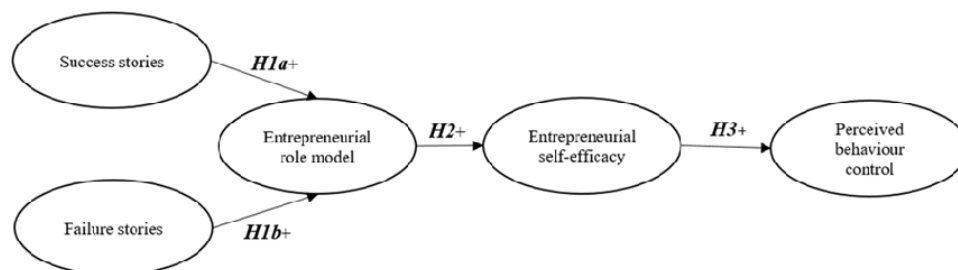 Success stories
H1a+
Entrepreneurial
role model
H2+
Entrepreneurial
self-efficacy
H3+
Perceived
behaviour
control
Failure stories
H1b+